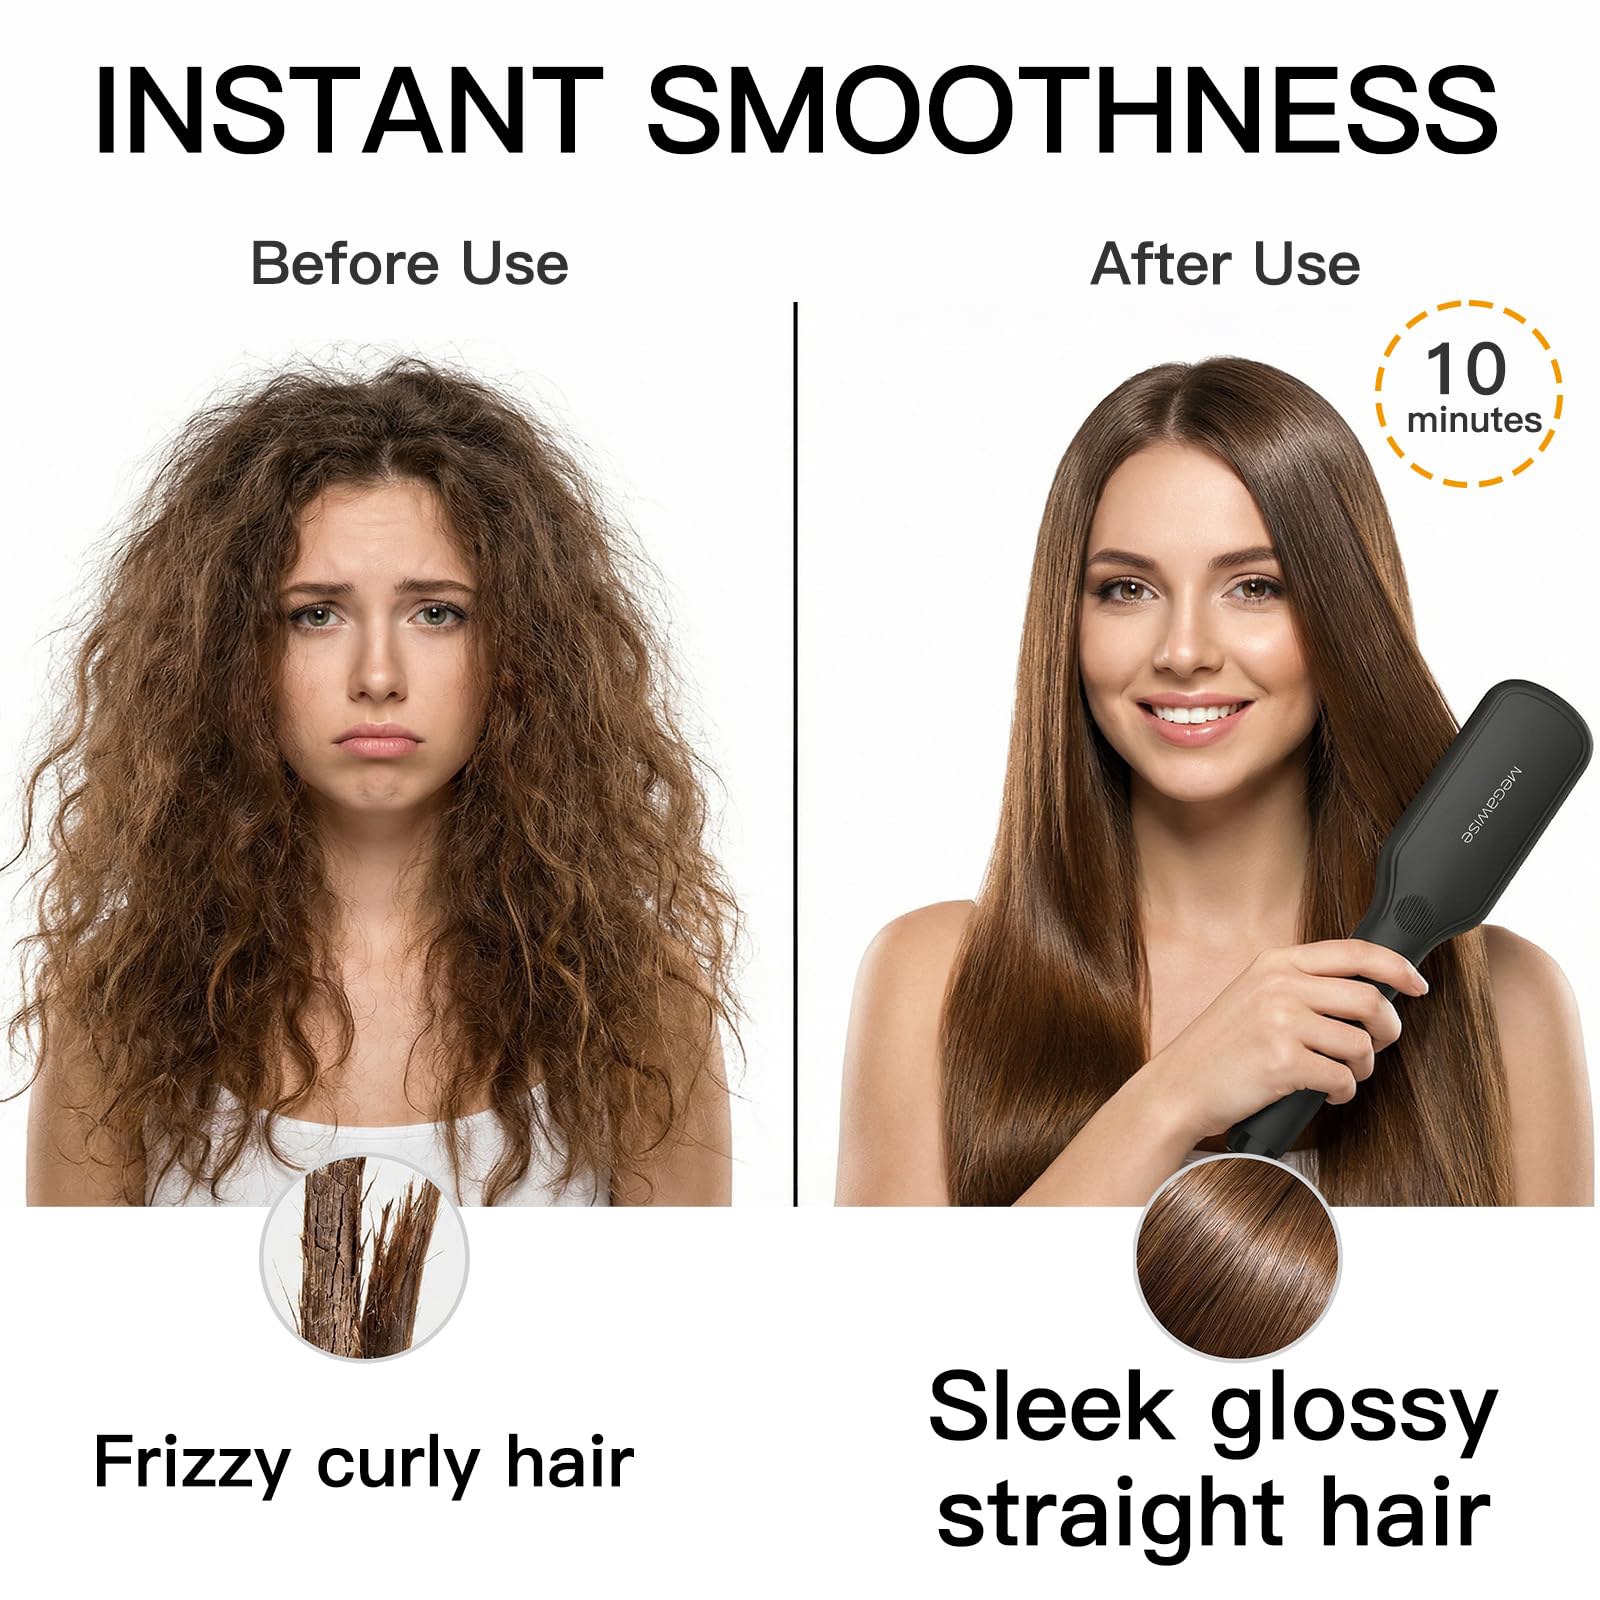 INSTANT SMOOTHNESS
Before Use
After Use
10
minutes
MEGAWISE
Frizzy curly hair
Sleek glossy
straight hair